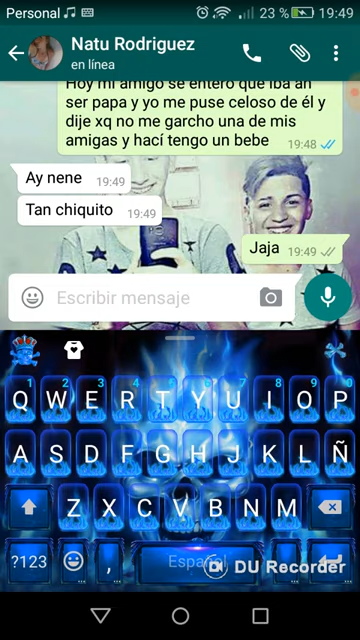 Personal 23 % 19:49
Natu Rodriguez
en línea
Hoy mi amigo se entero que iba an
ser papa y yo me puse celoso de él y
dije xq no me garcho una de mis
amigas y hací tengo un bebe 19:48
Ay nene 19:49
Tan chiquito 19:49
Jaja 19:49
Escribir mensaje
1 2 3 4 5 6 7 8 9 0
Q W E R T Y U I O P
A S D F G H J K L Ñ
Z X C V B N M
?123 , Español .
DU Recorder